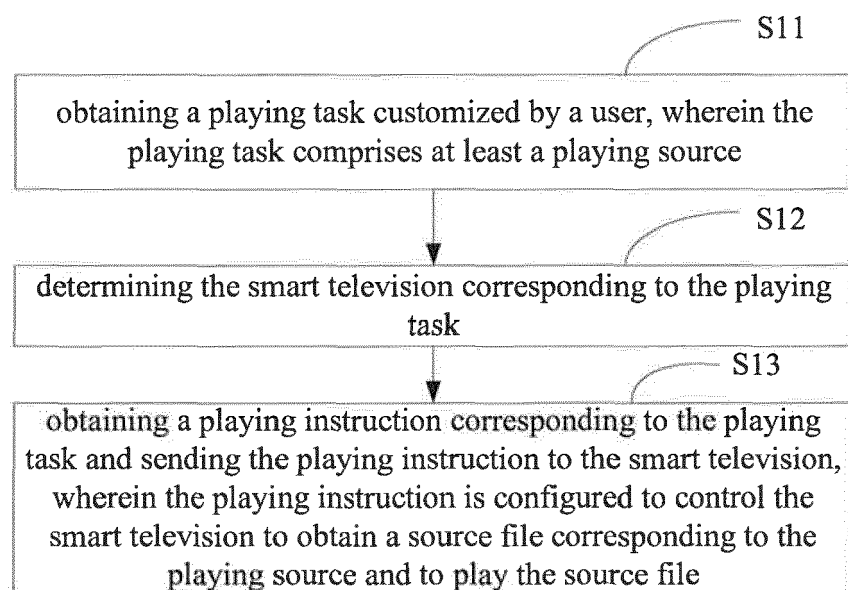 S11
obtaining a playing task customized by a user, wherein the
playing task comprises at least a playing source
S12
determining the smart television corresponding to the playing
task
S13
obtaining a playing instruction corresponding to the playing
task and sending the playing instruction to the smart television,
wherein the playing instruction is configured to control the
smart television to obtain a source file corresponding to the
playing source and to play the source file